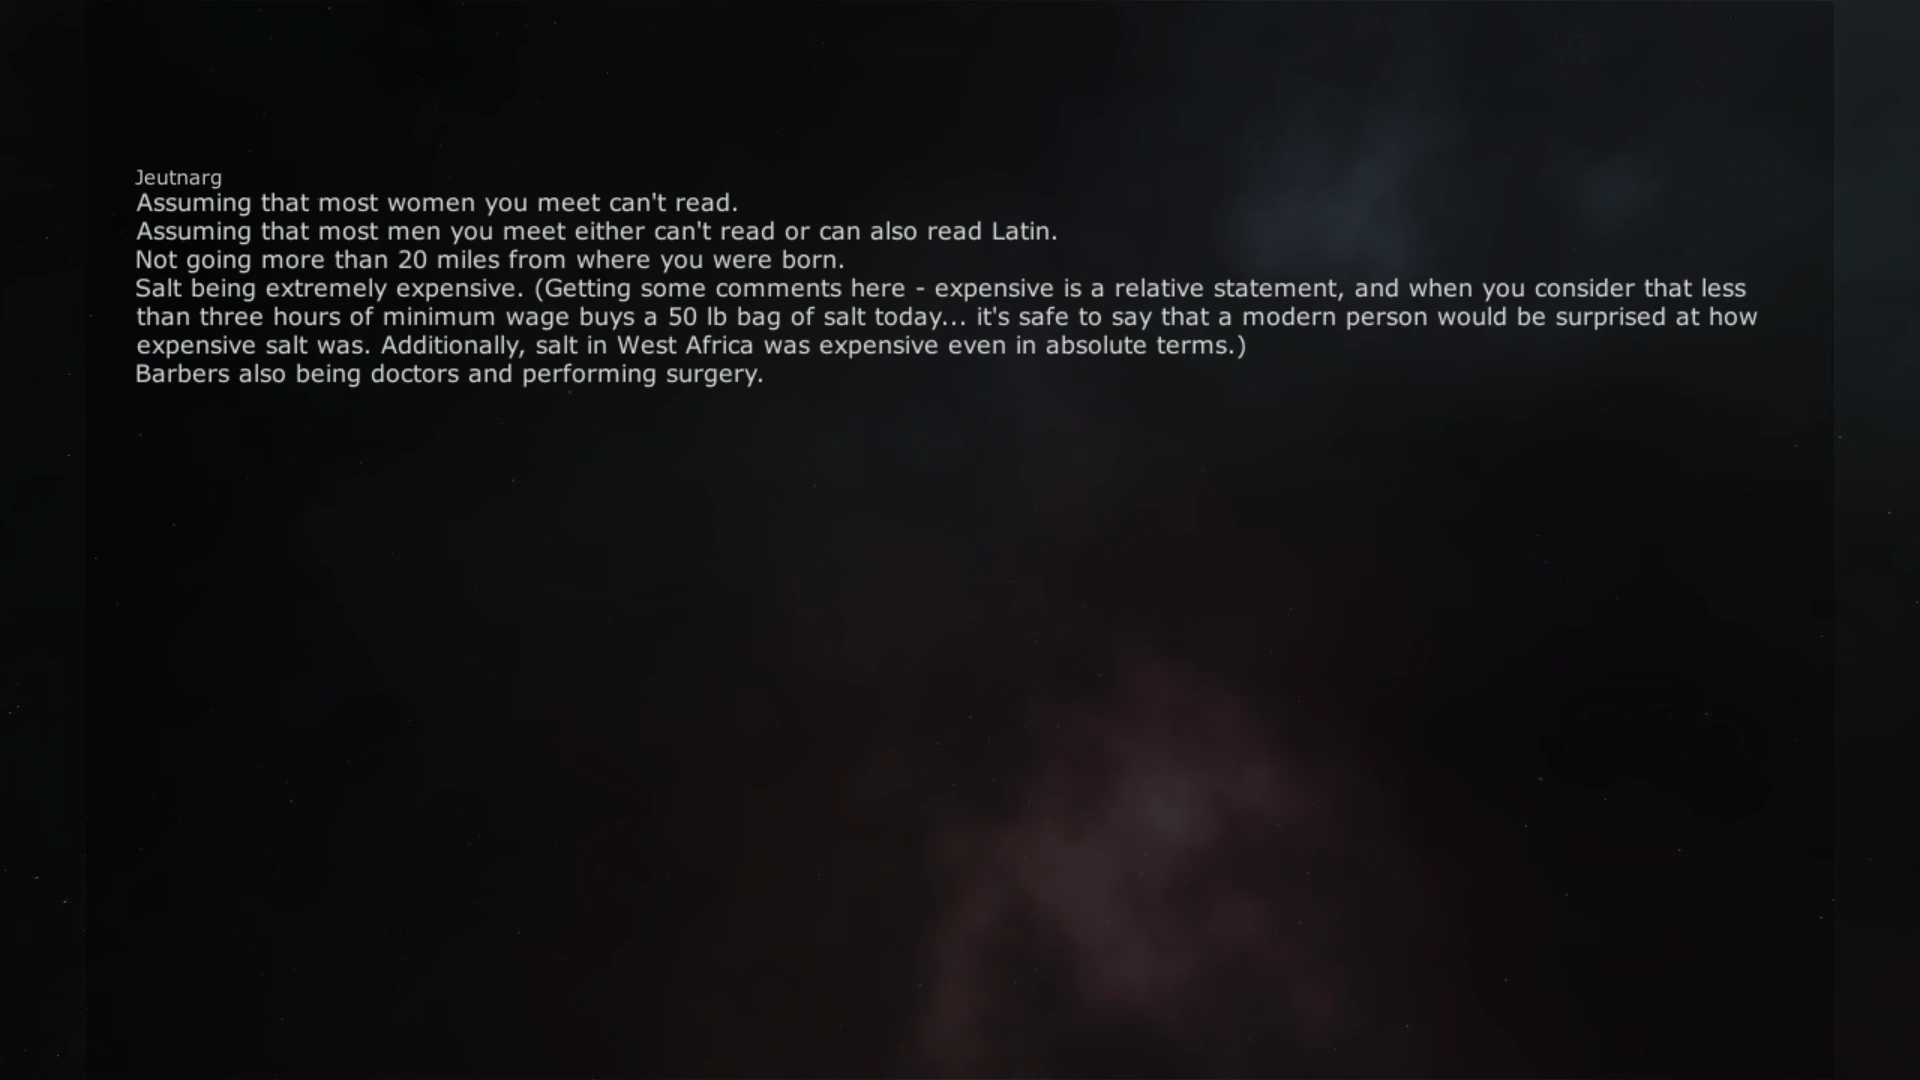 Jeutnarg
Assuming that most women you meet can't read.
Assuming that most men you meet either can't read or can also read Latin.
Not going more than 20 miles from where you were born.
Salt being extremely expensive. (Getting some comments here - expensive is a relative statement, and when you consider that less
than three hours of minimum wage buys a 50 lb bag of salt today... it's safe to say that a modern person would be surprised at how
expensive salt was. Additionally, salt in West Africa was expensive even in absolute terms.)
Barbers also being doctors and performing surgery.